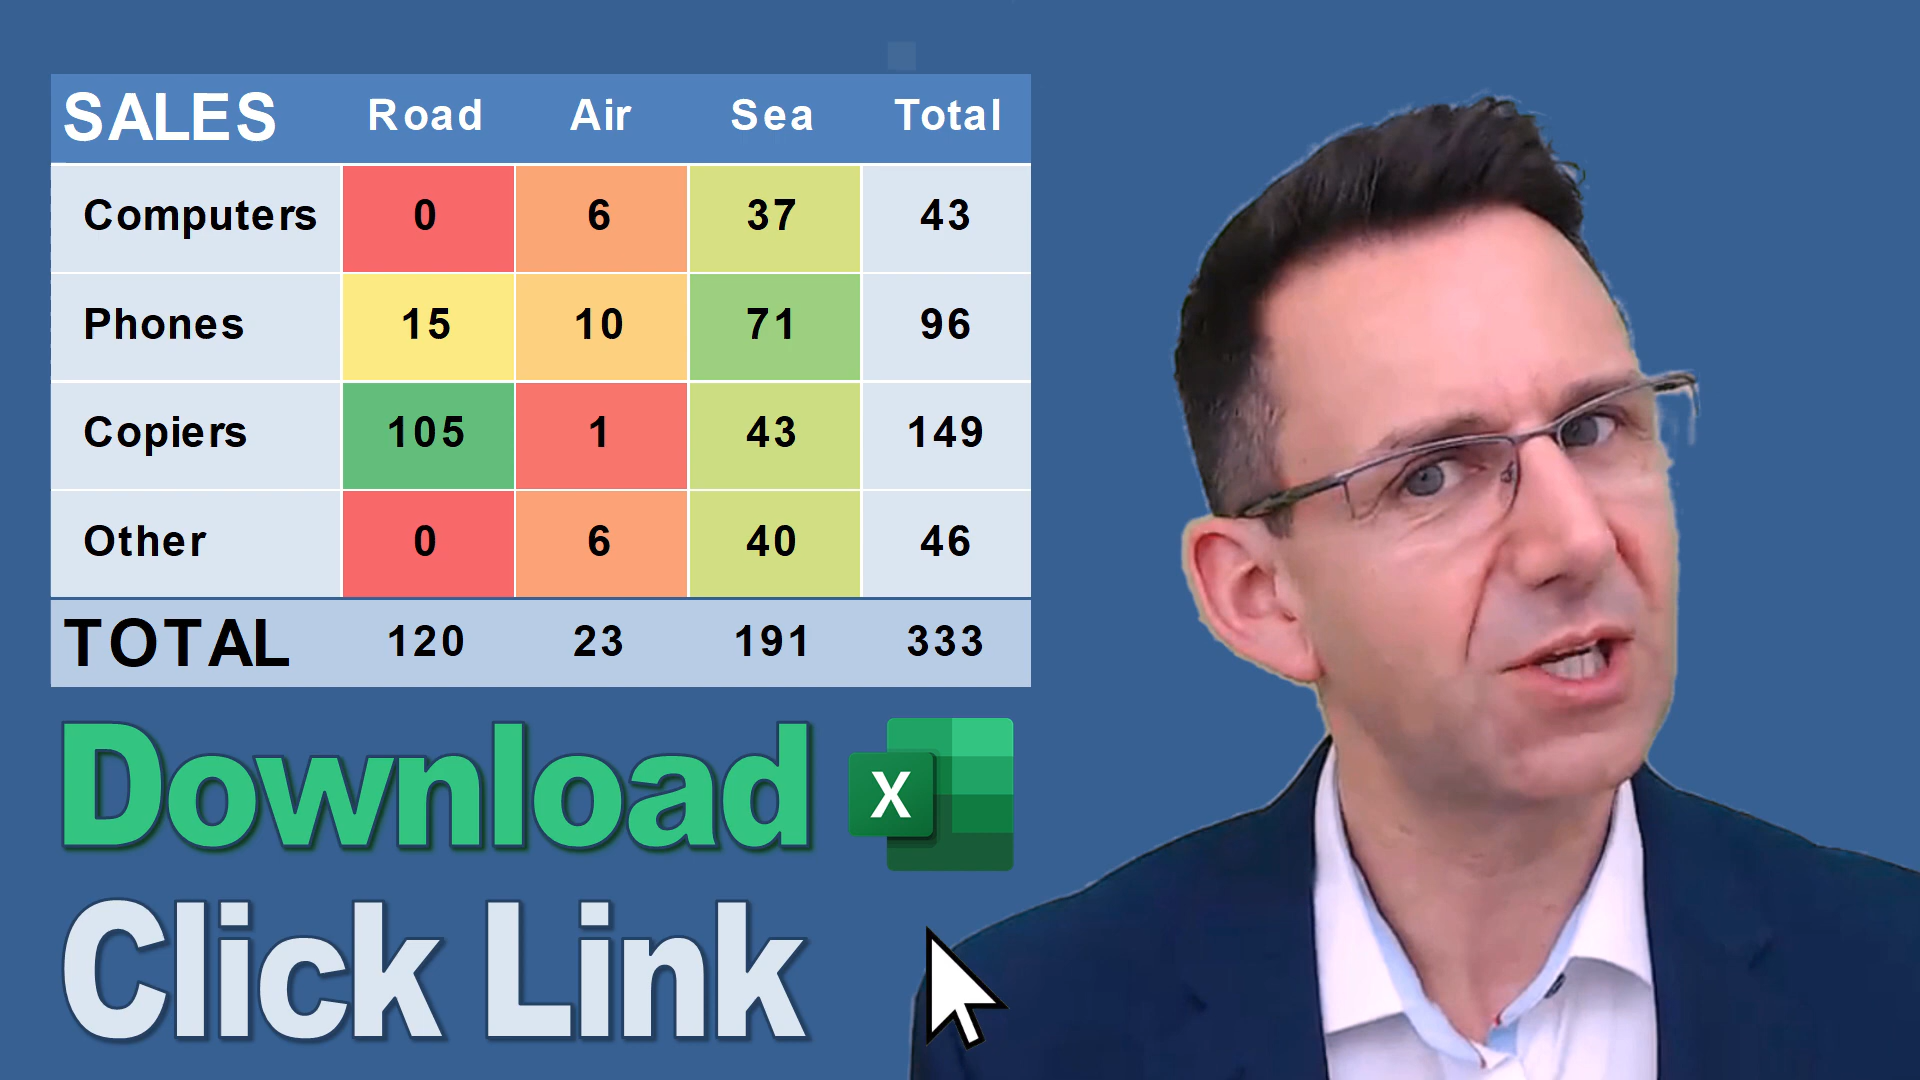 SALES Road Air Sea Total
Computers 0 6 37 43
Phones 15 10 71 96
Copiers 105 1 43 149
Other 0 6 40 46
TOTAL 120 23 191 333
Download X
Click Link